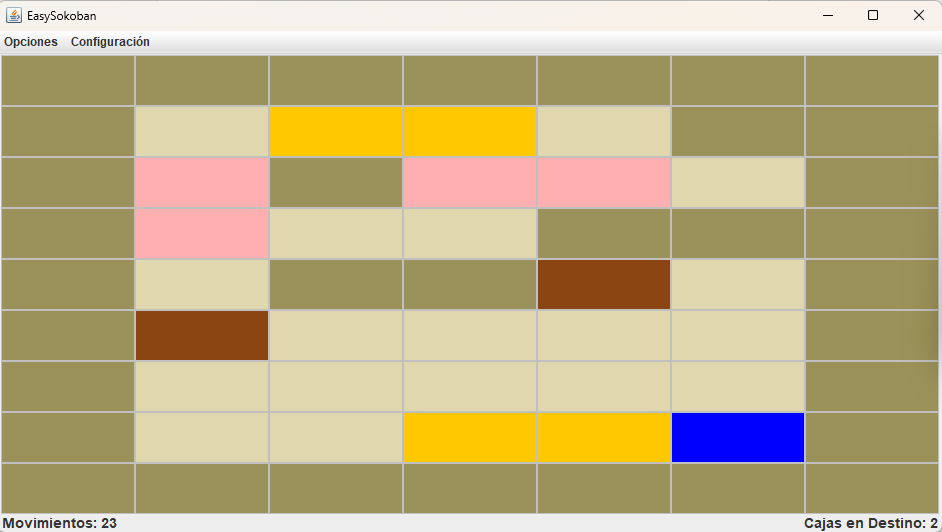 EasySokoban
Opciones Configuración
Movimientos: 23
Cajas en Destino: 2